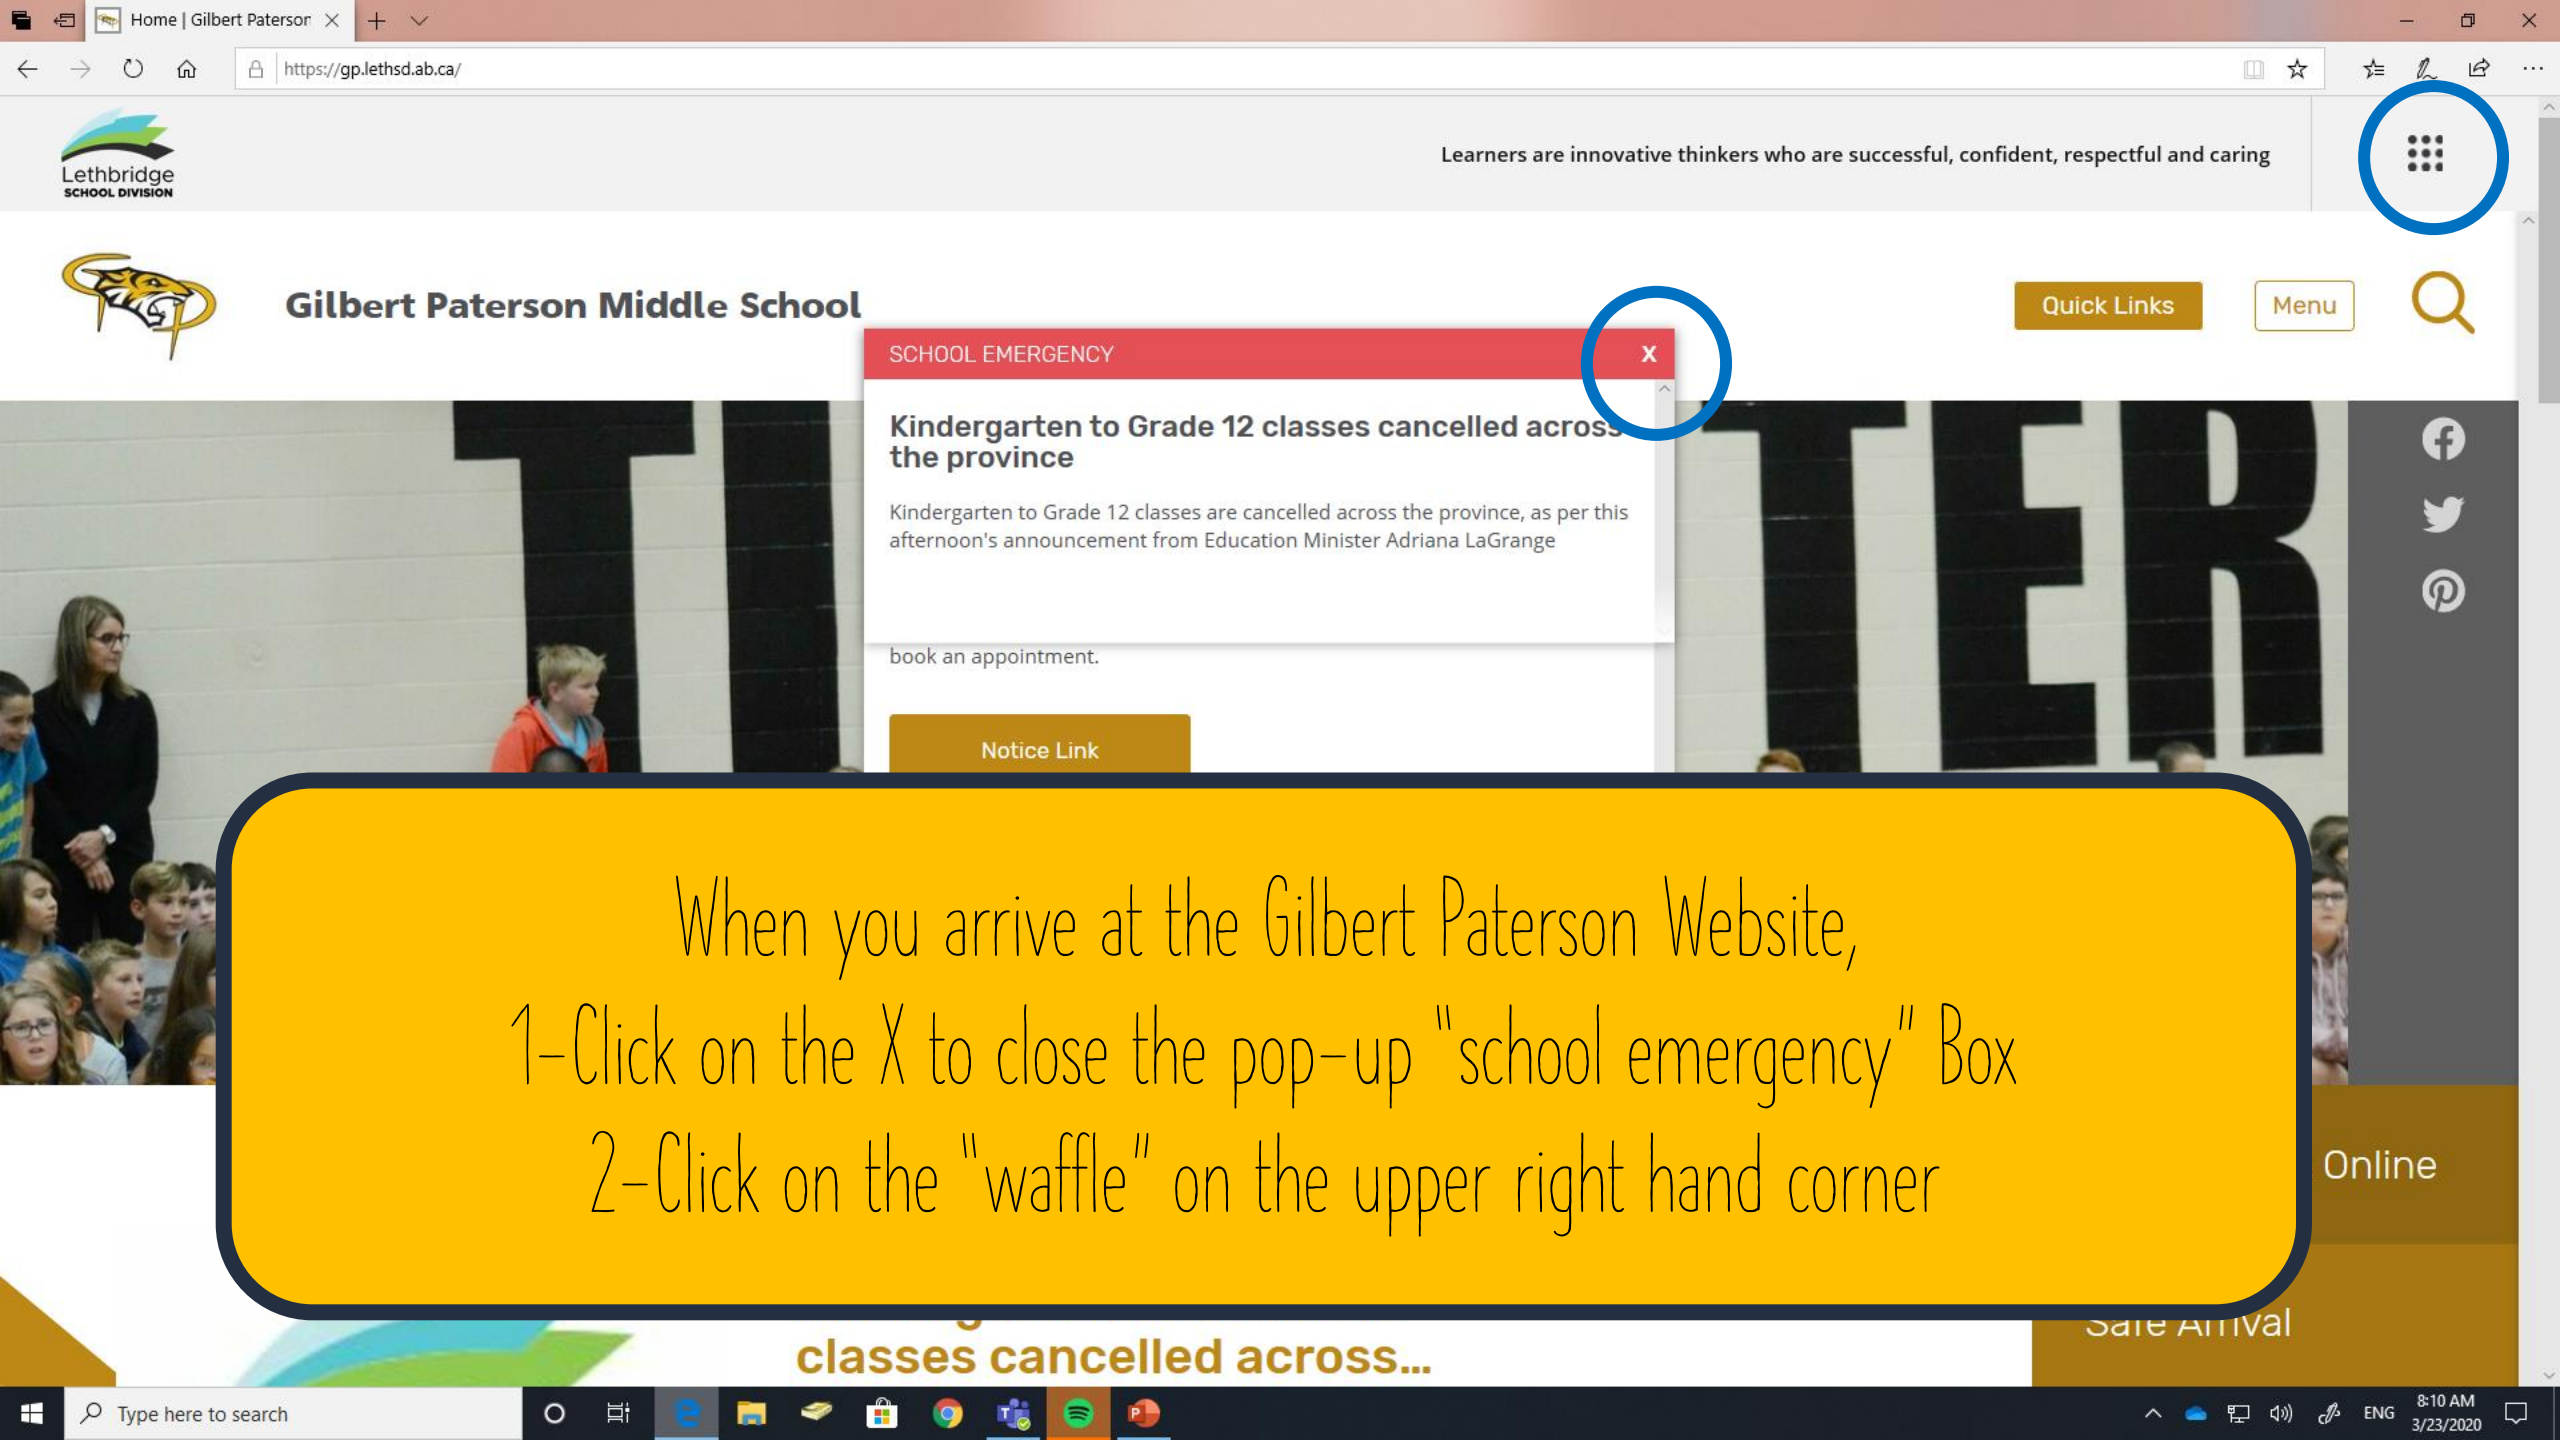 Home | Gilbert Paterson
https://gp.lethsd.ab.ca/
Lethbridge
SCHOOL DIVISION
Learners are innovative thinkers who are successful, confident, respectful and caring
GP
Gilbert Paterson Middle School
Quick Links
Menu
SCHOOL EMERGENCY
X
Kindergarten to Grade 12 classes cancelled across
the province
Kindergarten to Grade 12 classes are cancelled across the province, as per this
afternoon's announcement from Education Minister Adriana LaGrange
book an appointment.
Notice Link
When you arrive at the Gilbert Paterson Website,
1-Click on the X to close the pop-up "school emergency" Box
2-Click on the "waffle" on the upper right hand corner
Online
Safe Arrival
classes cancelled across...
Type here to search
ENG
8:10 AM
3/23/2020